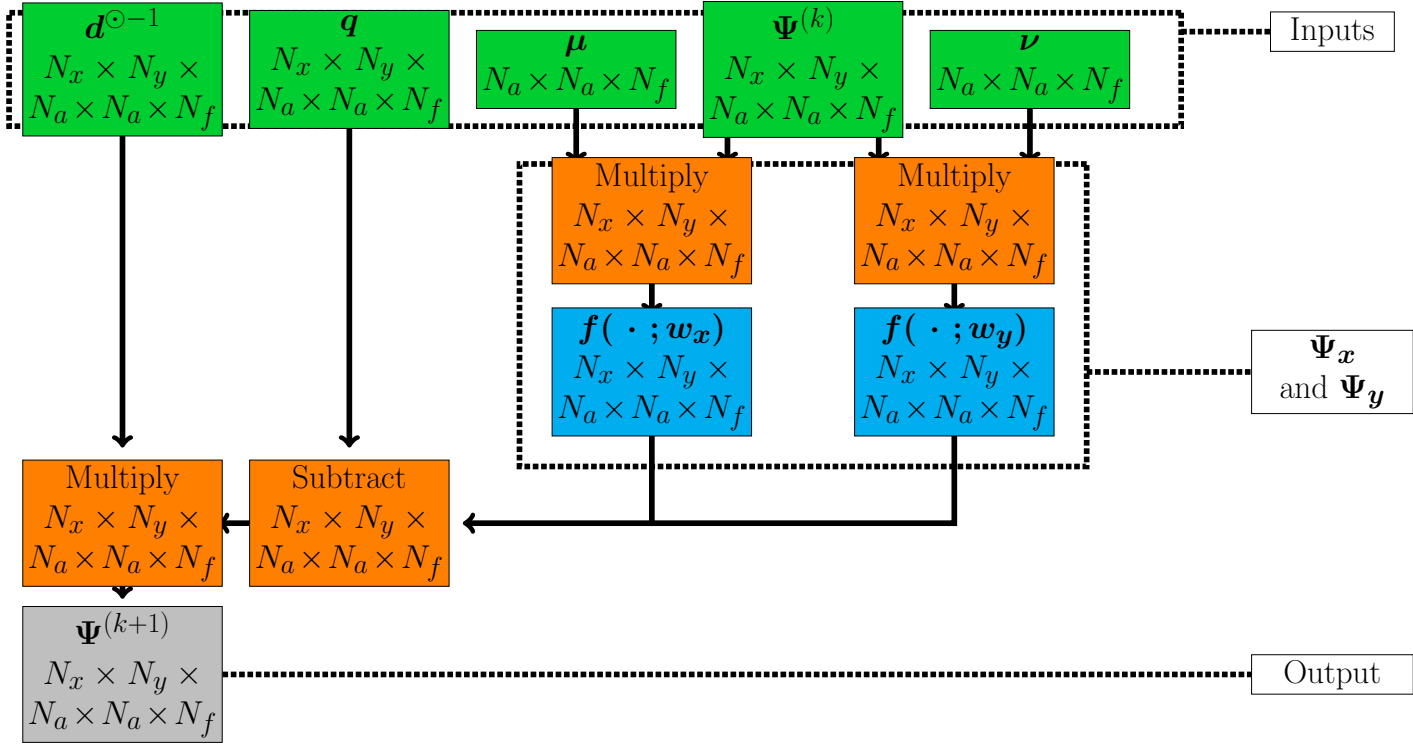 d^{⊙−1}
N_x × N_y ×
N_a × N_a × N_f
q
N_x × N_y ×
N_a × N_a × N_f
μ
N_a × N_a × N_f
Ψ^{(k)}
N_x × N_y ×
N_a × N_a × N_f
ν
N_a × N_a × N_f
Inputs
Multiply
N_x × N_y ×
N_a × N_a × N_f
Multiply
N_x × N_y ×
N_a × N_a × N_f
f( · ; w_x)
N_x × N_y ×
N_a × N_a × N_f
f( · ; w_y)
N_x × N_y ×
N_a × N_a × N_f
Ψ_x
and Ψ_y
Multiply
N_x × N_y ×
N_a × N_a × N_f
Subtract
N_x × N_y ×
N_a × N_a × N_f
Ψ^{(k+1)}
N_x × N_y ×
N_a × N_a × N_f
Output